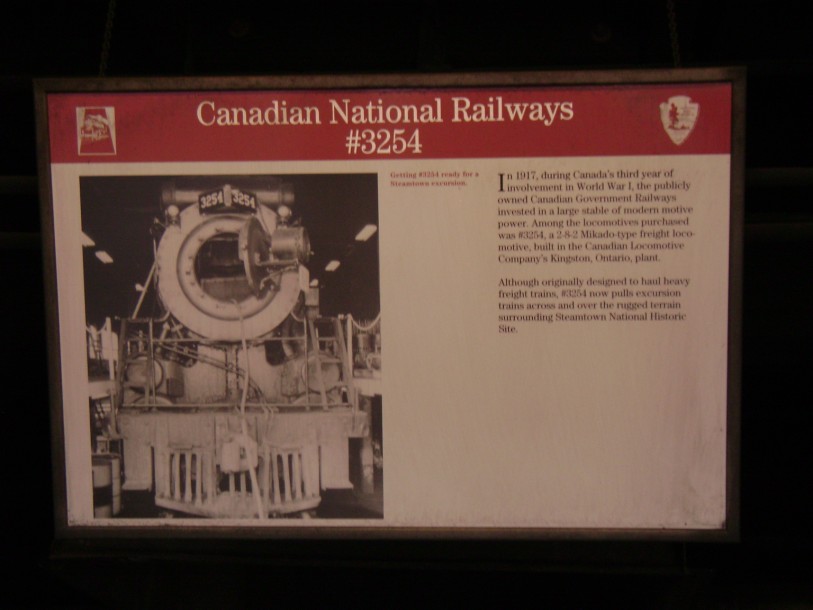 Canadian National Railways
#3254
Getting #3254 ready for a
Steamtown excursion.
In 1917, during Canada's third year of
involvement in World War I, the publicly
owned Canadian Government Railways
invested in a large stable of modern motive
power. Among the locomotives purchased
was #3254, a 2-8-2 Mikado-type freight loco-
motive, built in the Canadian Locomotive
Company's Kingston, Ontario, plant.
Although originally designed to haul heavy
freight trains, #3254 now pulls excursion
trains across and over the rugged terrain
surrounding Steamtown National Historic
Site.
3254 3254